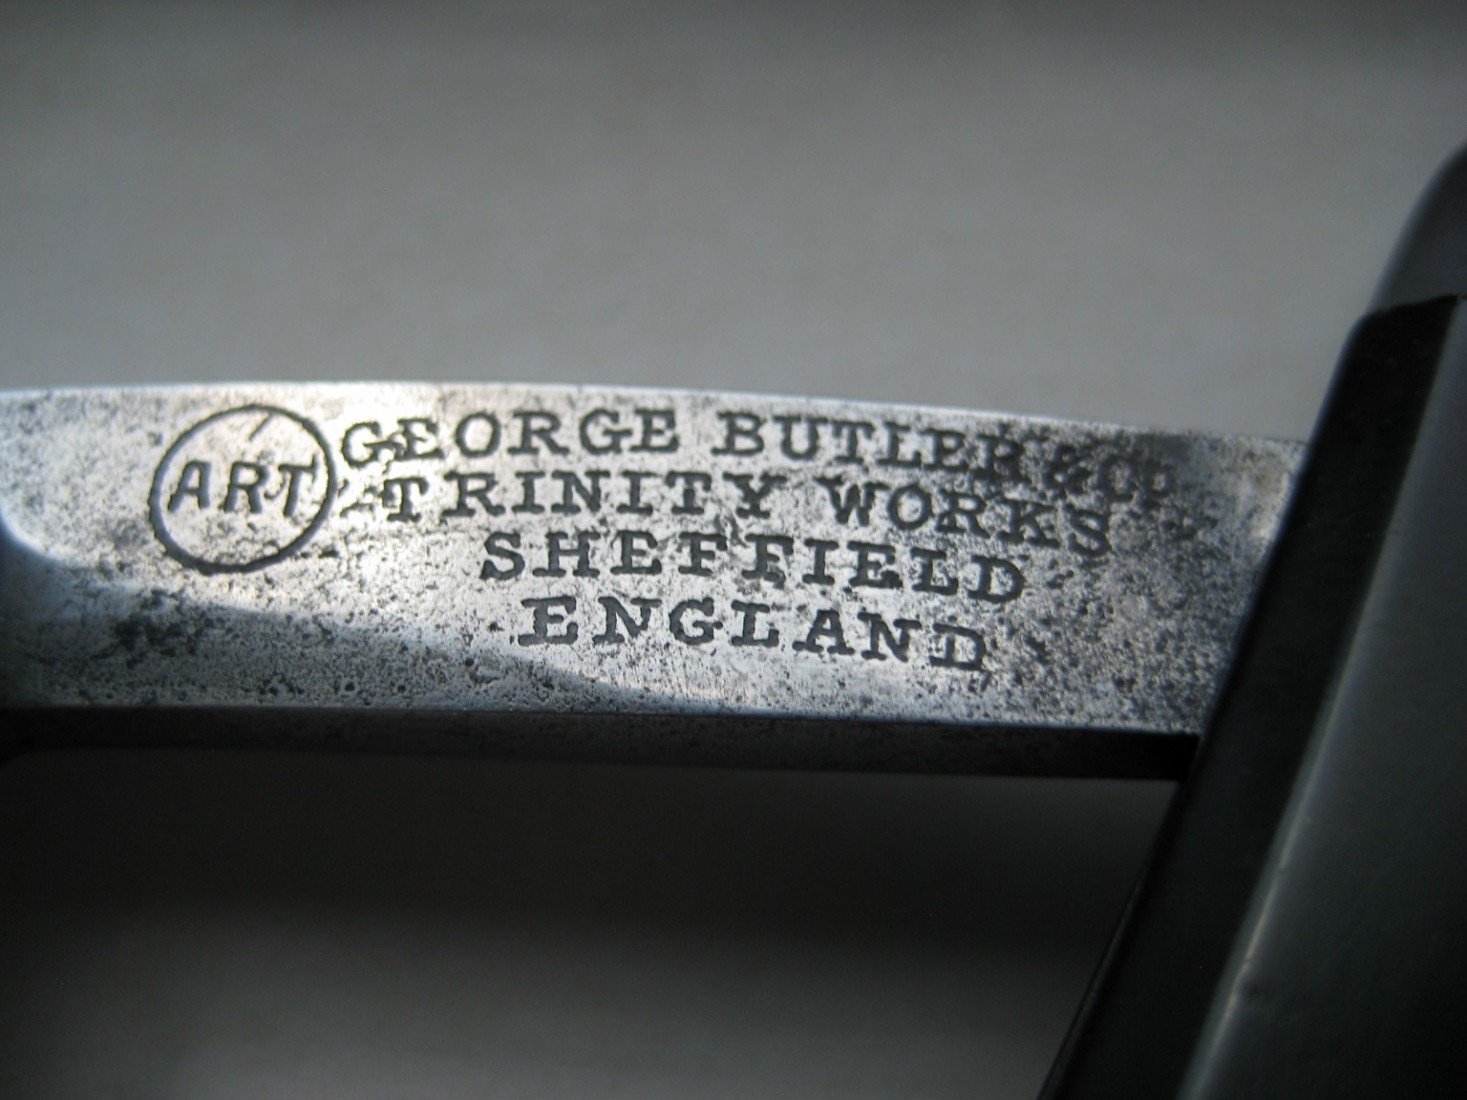 ART
GEORGE BUTLER & Co
TRINITY WORKS
SHEFFIELD
ENGLAND